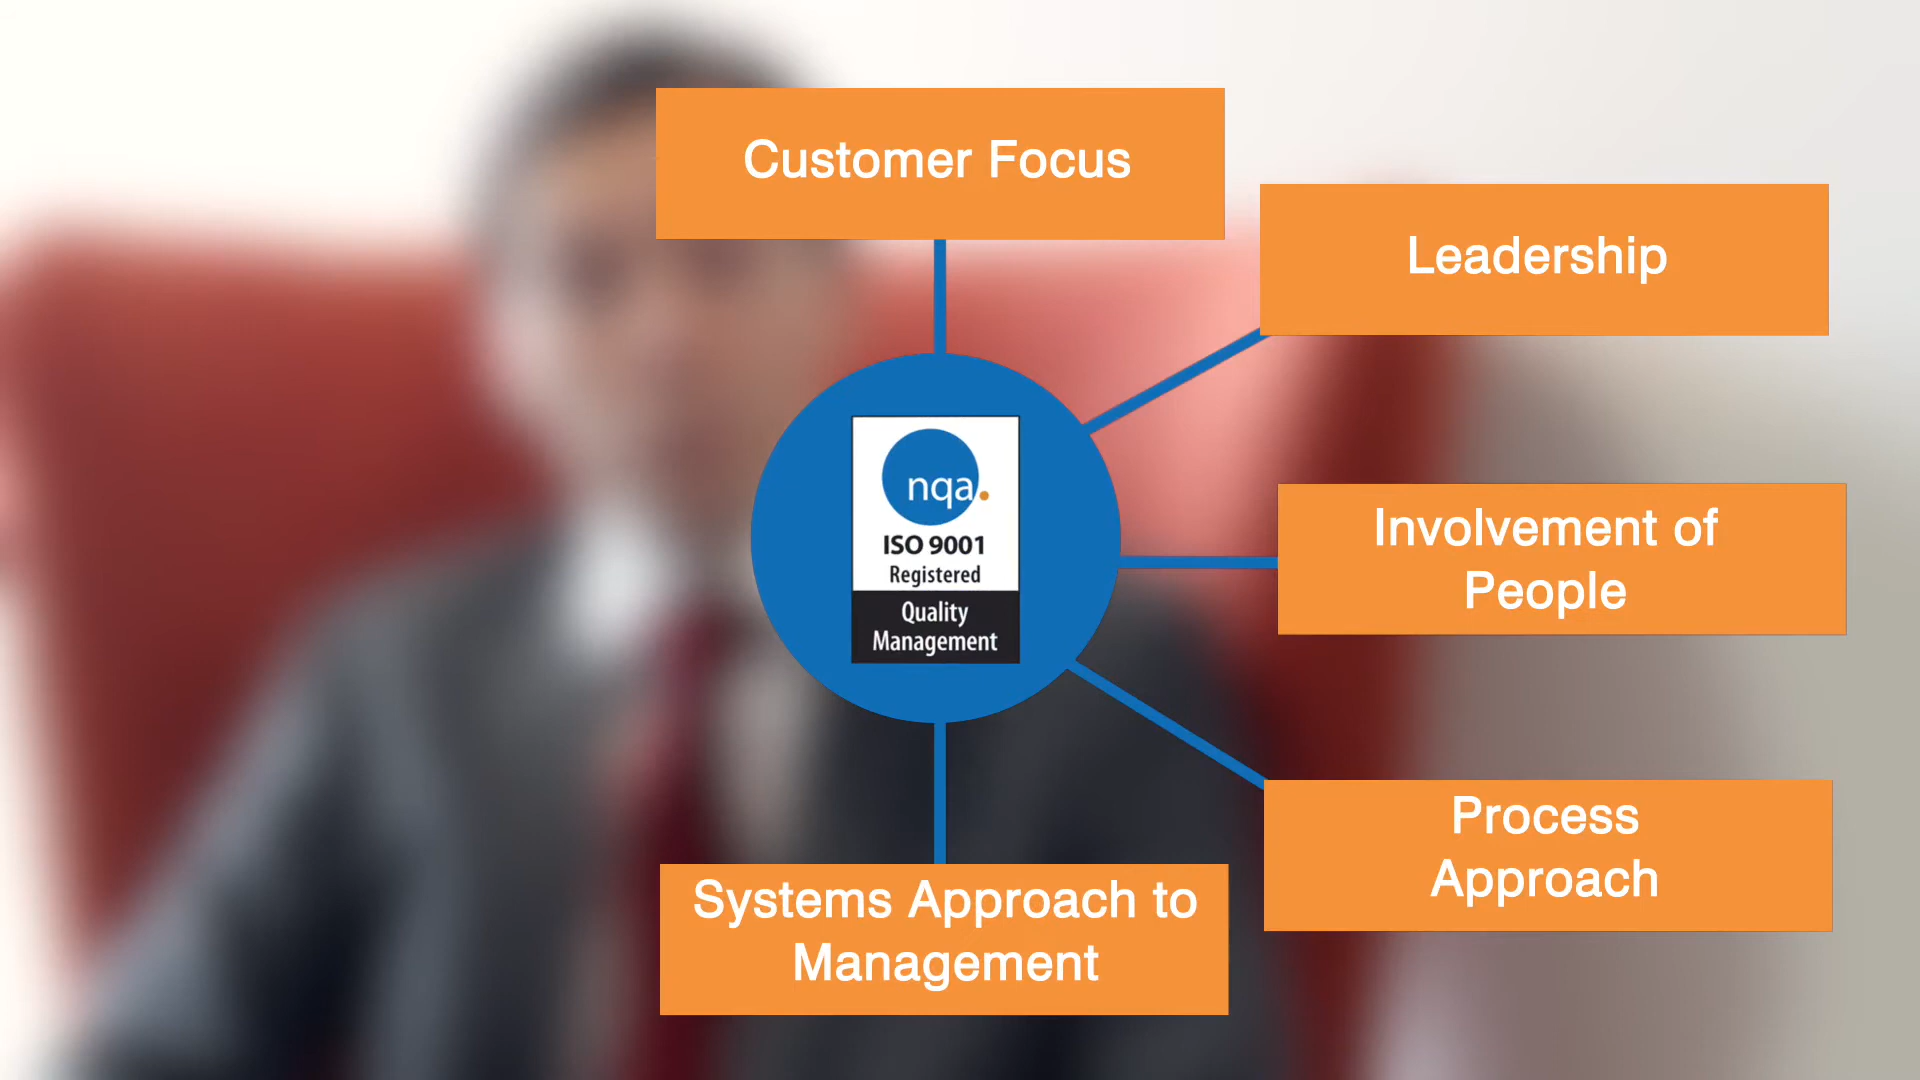 Customer Focus
Leadership
nqa.
ISO 9001
Registered
Quality
Management
Involvement of
People
Process
Approach
Systems Approach to
Management